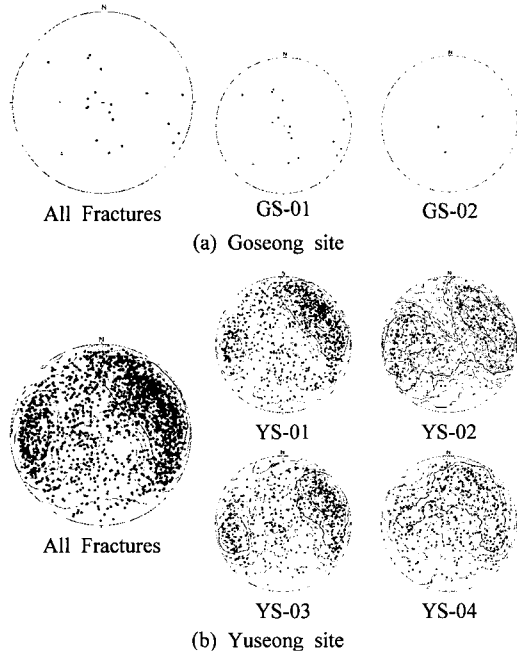 N
N
N
All Fractures
GS-01
GS-02
(a) Goseong site
N
N
N
YS-01
YS-02
N
N
All Fractures
YS-03
YS-04
(b) Yuseong site